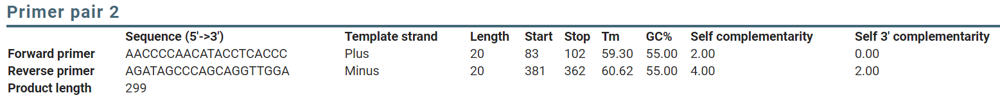 Primer pair 2
Sequence (5'->3') Template strand Length Start Stop Tm GC% Self complementarity Self 3' complementarity
Forward primer AACCCCAACATACCTCACCC Plus 20 83 102 59.30 55.00 2.00 0.00
Reverse primer AGATAGCCCAGCAGGTTGGA Minus 20 381 362 60.62 55.00 4.00 2.00
Product length 299